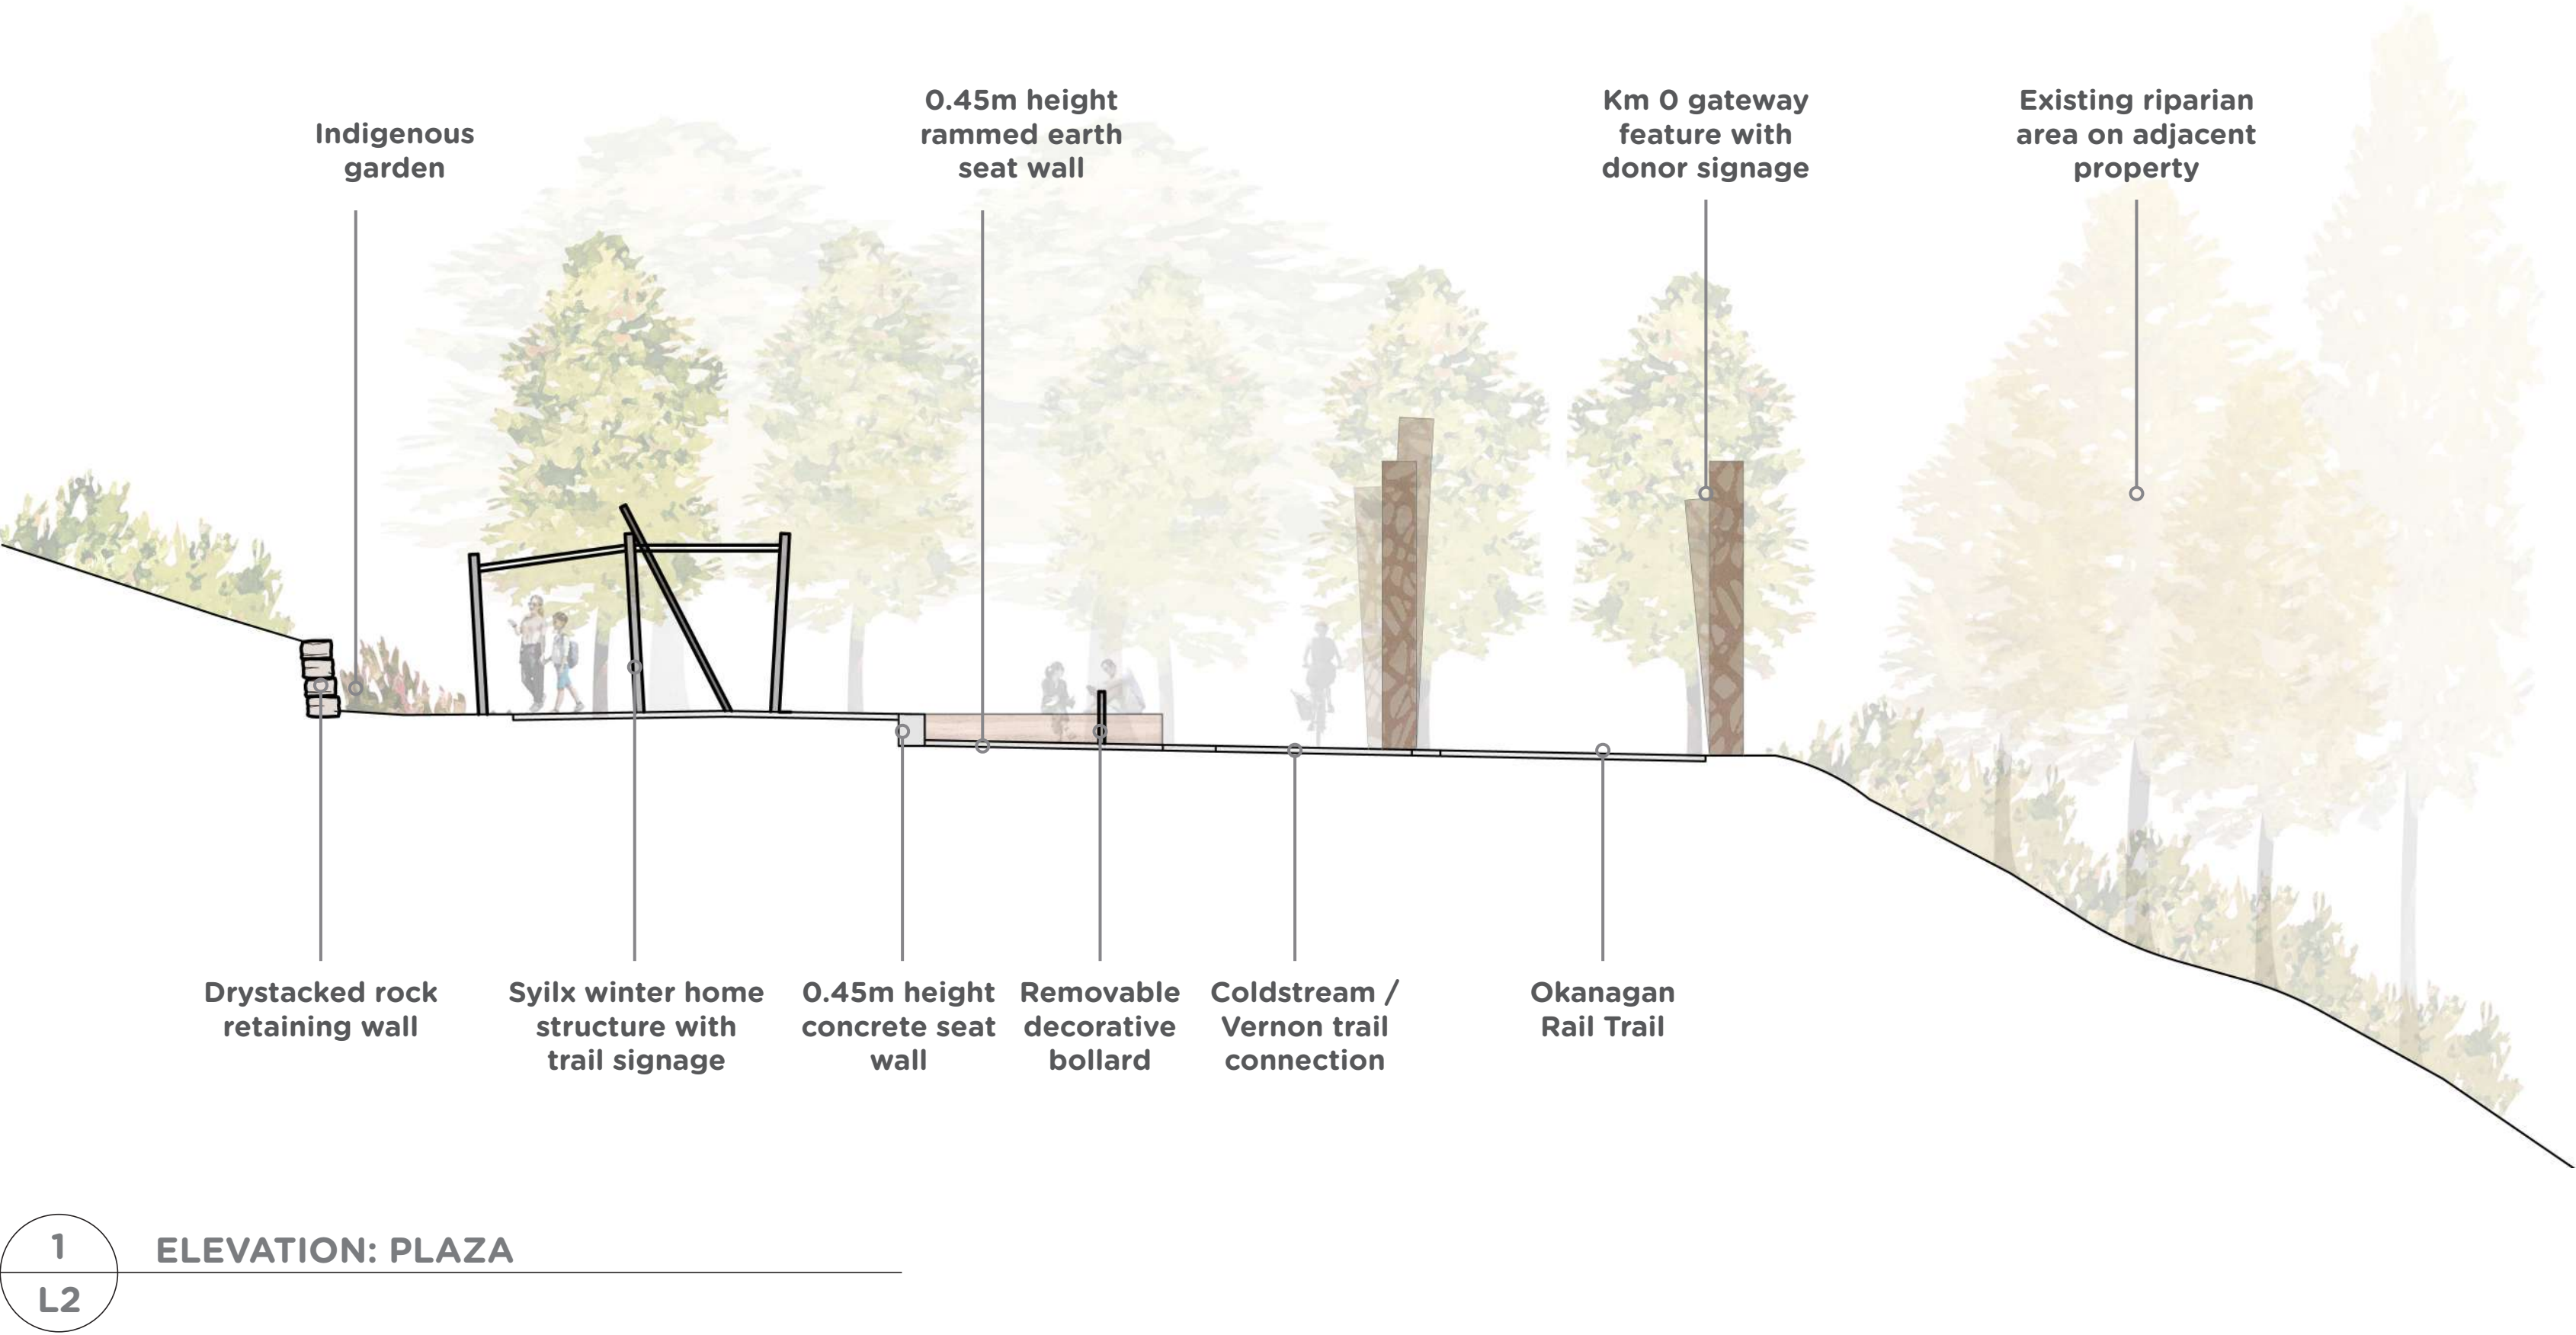 Indigenous
garden
0.45m height
rammed earth
seat wall
Km 0 gateway
feature with
donor signage
Existing riparian
area on adjacent
property
Drystacked rock
retaining wall
Syilx winter home
structure with
trail signage
0.45m height
concrete seat
wall
Removable
decorative
bollard
Coldstream /
Vernon trail
connection
Okanagan
Rail Trail
1
L2
ELEVATION: PLAZA